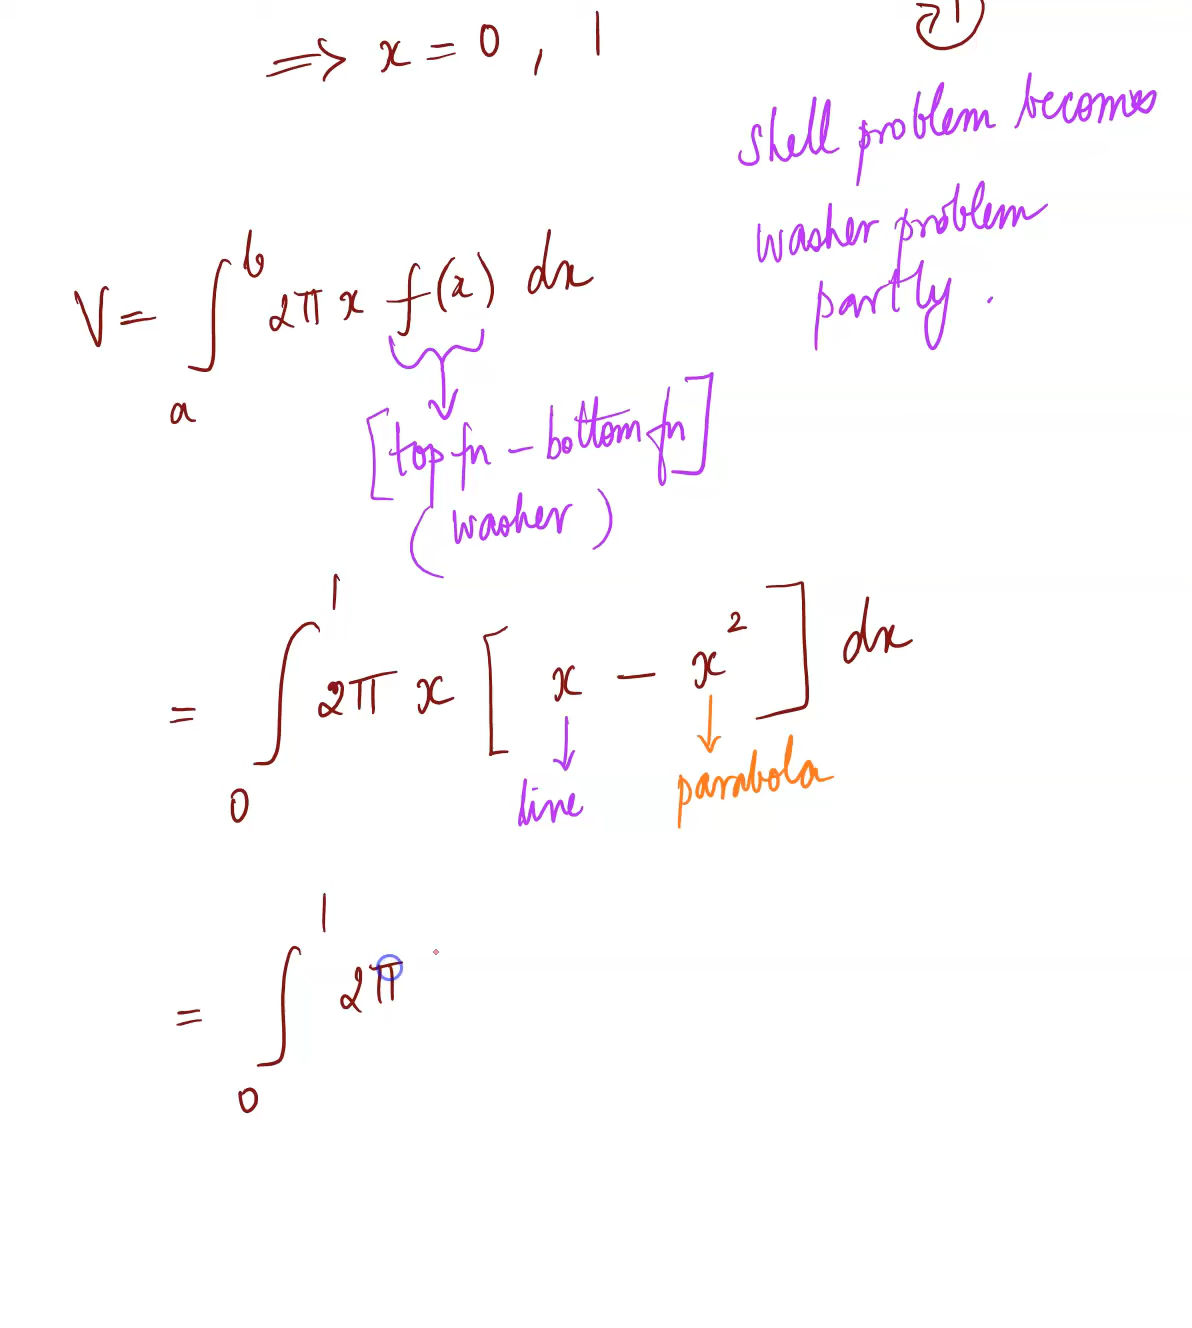 ⟹ x = 0 , 1
shell problem becomes
washer problem
partly .
V = ∫_a^b 2π x f(x) dx
[top fn - bottom fn]
(washer)
= ∫_0^1 2π x [ x - x² ] dx
line parabola
= ∫_0^1 2π